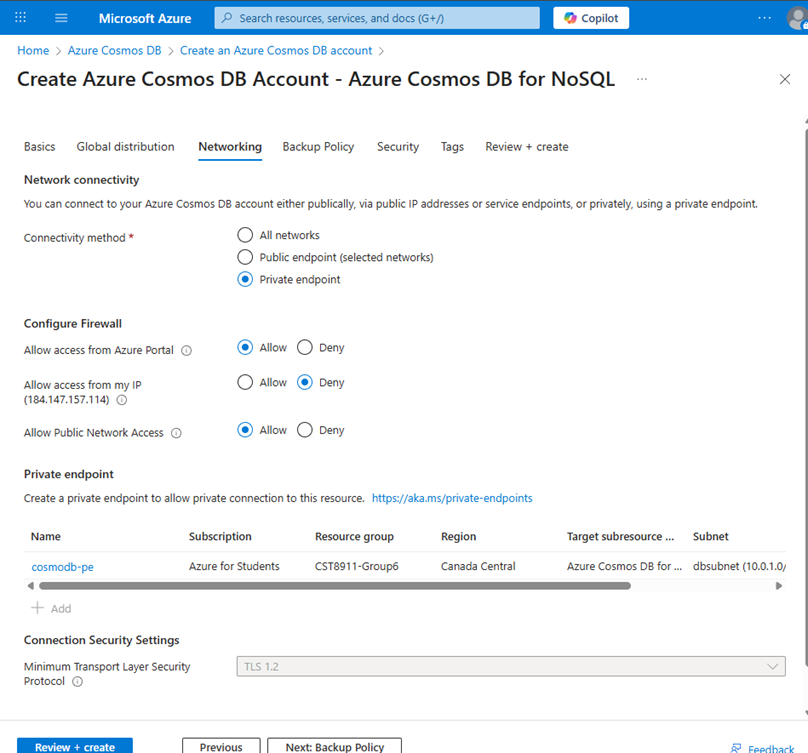 Microsoft Azure
Search resources, services, and docs (G+/)
Copilot
...
Home > Azure Cosmos DB > Create an Azure Cosmos DB account >
Create Azure Cosmos DB Account - Azure Cosmos DB for NoSQL ...
Basics Global distribution Networking Backup Policy Security Tags Review + create
Network connectivity
You can connect to your Azure Cosmos DB account either publically, via public IP addresses or service endpoints, or privately, using a private endpoint.
Connectivity method *
All networks
Public endpoint (selected networks)
Private endpoint
Configure Firewall
Allow access from Azure Portal Allow Deny
Allow access from my IP
(184.147.157.114)
Allow Deny
Allow Public Network Access Allow Deny
Private endpoint
Create a private endpoint to allow private connection to this resource. https://aka.ms/private-endpoints
Name Subscription Resource group Region Target subresource ... Subnet
cosmodb-pe Azure for Students CST8911-Group6 Canada Central Azure Cosmos DB for ... dbsubnet (10.0.1.0/
+ Add
Connection Security Settings
Minimum Transport Layer Security
Protocol
TLS 1.2
Review + create Previous Next: Backup Policy Feedback